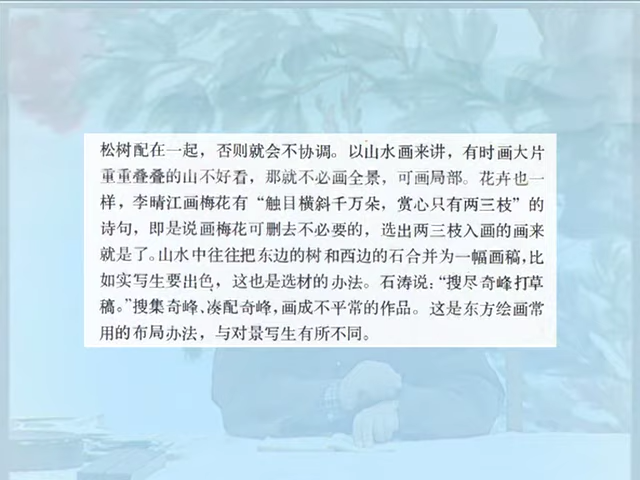 松树配在一起，否则就会不协调。以山水画来讲，有时画大片
重重叠叠的山不好看，那就不必画全景，可画局部。花卉也一
样，李晴江画梅花有“触目横斜千万朵，赏心只有两三枝”的
诗句，即是说画梅花可删去不必要的，选出两三枝入画的画来
就是了。山水中往往把东边的树和西边的石合并为一幅画稿，比
如实写生要出色，这也是选材的办法。石涛说：“搜尽奇峰打草
稿。”搜集奇峰、凑配奇峰，画成不平常的作品。这是东方绘画常
用的布局办法，与对景写生有所不同。